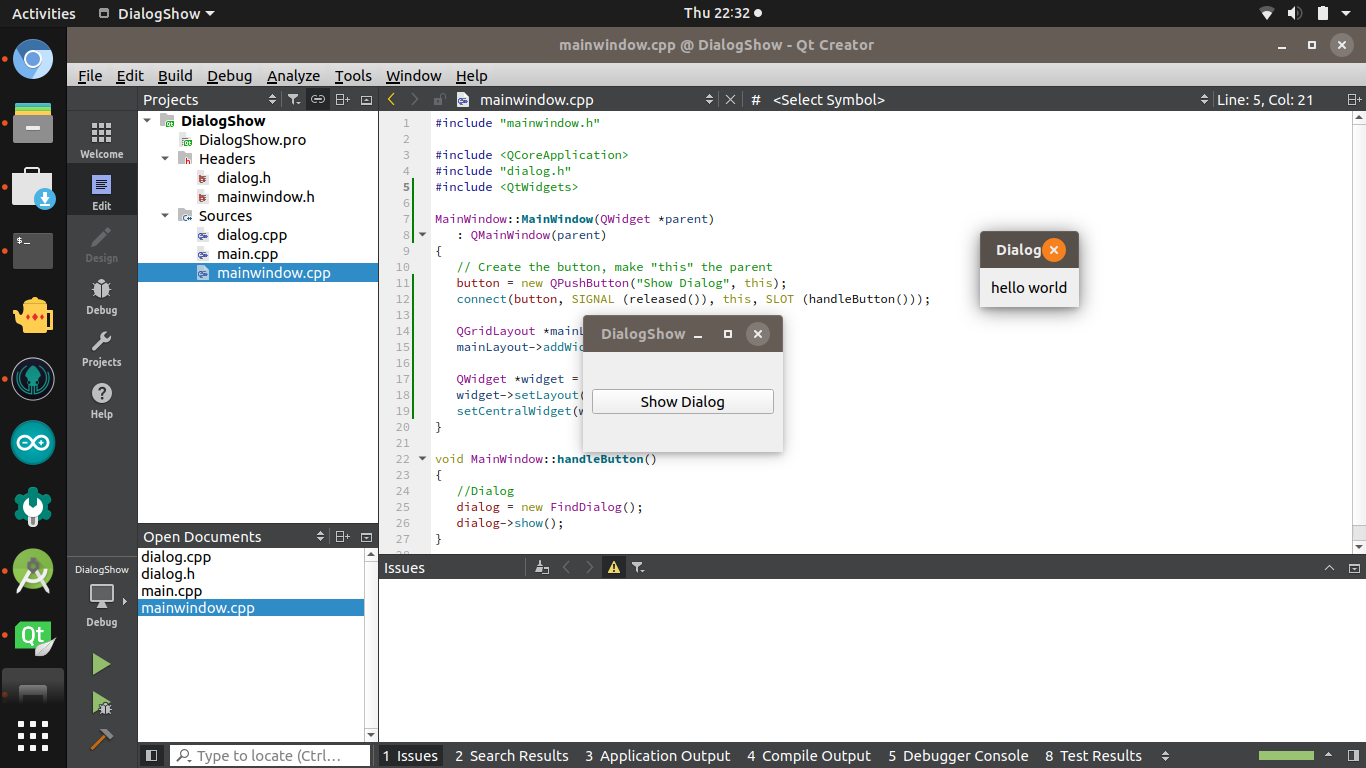 Activities
DialogShow
Thu 22:32
mainwindow.cpp @ DialogShow - Qt Creator
File Edit Build Debug Analyze Tools Window Help
Projects
mainwindow.cpp
# <Select Symbol>
Line: 5, Col: 21
Welcome
Edit
Design
Debug
Projects
Help
DialogShow
Debug
DialogShow
DialogShow.pro
Headers
dialog.h
mainwindow.h
Sources
dialog.cpp
main.cpp
mainwindow.cpp
Open Documents
dialog.cpp
dialog.h
main.cpp
mainwindow.cpp
1 #include "mainwindow.h"
2
3 #include <QCoreApplication>
4 #include "dialog.h"
5 #include <QtWidgets>
6
7 MainWindow::MainWindow(QWidget *parent)
8 : QMainWindow(parent)
9 {
10 // Create the button, make "this" the parent
11 button = new QPushButton("Show Dialog", this);
12 connect(button, SIGNAL (released()), this, SLOT (handleButton()));
13
14 QGridLayout *mainL
15 mainLayout->addWid
16
17 QWidget *widget =
18 widget->setLayout(
19 setCentralWidget(w
20 }
21
22 void MainWindow::handleButton()
23 {
24 //Dialog
25 dialog = new FindDialog();
26 dialog->show();
27 }
DialogShow
Show Dialog
Dialog
hello world
Issues
Type to locate (Ctrl...
1 Issues 2 Search Results 3 Application Output 4 Compile Output 5 Debugger Console 8 Test Results
Qt